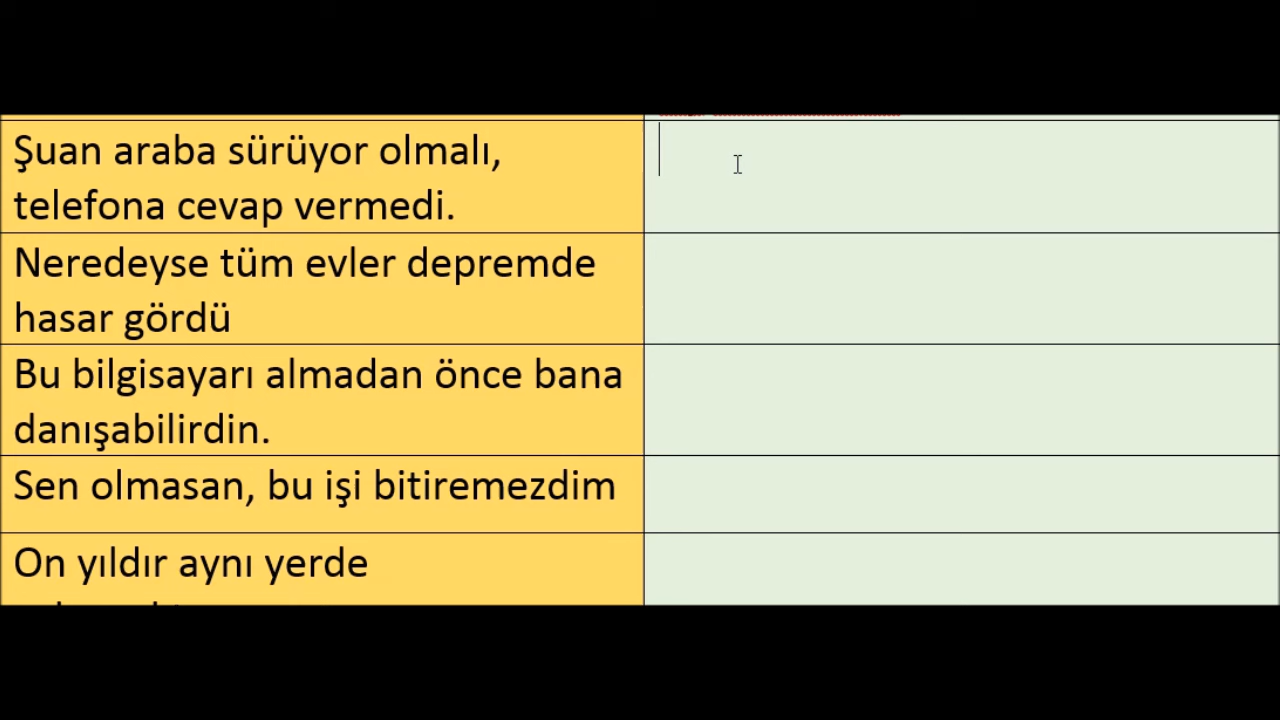 Şuan araba sürüyor olmalı,
telefona cevap vermedi.
Neredeyse tüm evler depremde
hasar gördü
Bu bilgisayarı almadan önce bana
danışabilirdin.
Sen olmasan, bu işi bitiremezdim
On yıldır aynı yerde